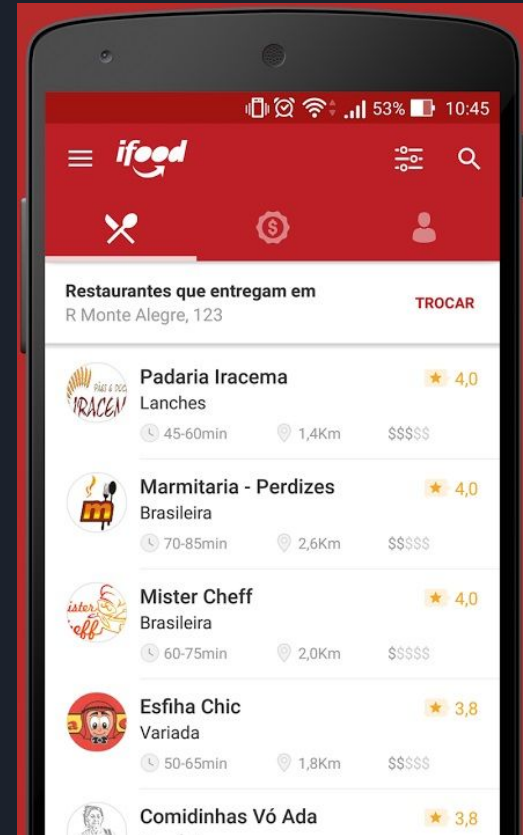 53% 10:45
ifood
Restaurantes que entregam em
R Monte Alegre, 123
TROCAR
Padaria Iracema
4,0
Lanches
45-60min 1,4Km $$$$$
Marmitaria - Perdizes
4,0
Brasileira
70-85min 2,6Km $$$$$
Mister Cheff
4,0
Brasileira
60-75min 2,0Km $$$$$
Esfiha Chic
3,8
Variada
50-65min 1,8Km $$$$$
Comidinhas Vó Ada
3,8